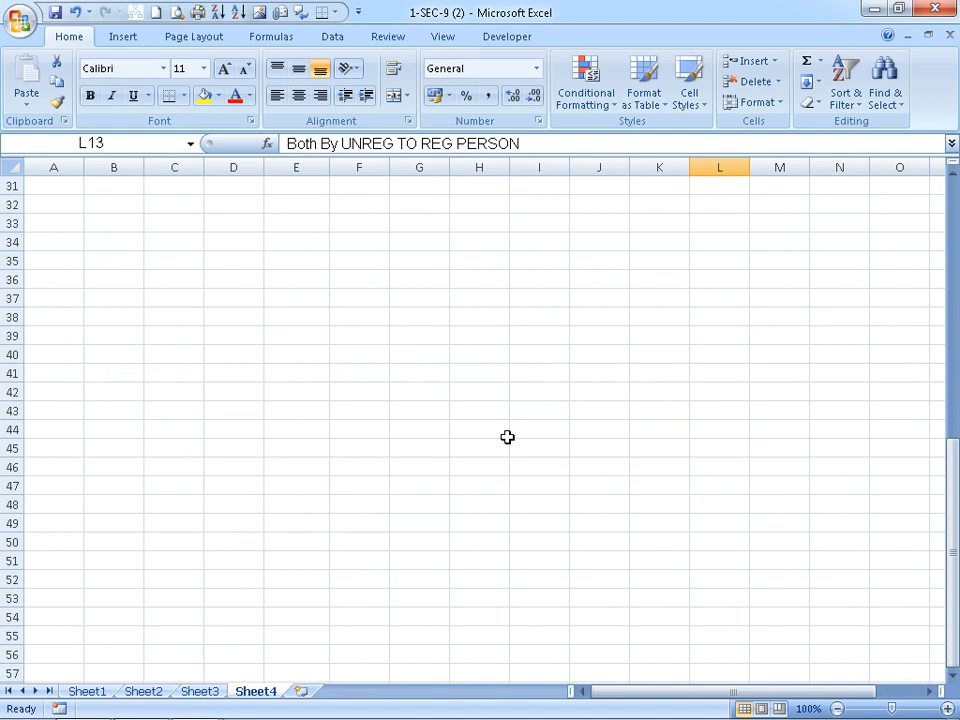 1-SEC-9 (2) - Microsoft Excel
Home Insert Page Layout Formulas Data Review View Developer
Paste
Calibri 11
General
Conditional Formatting
Format as Table
Cell Styles
Insert
Delete
Format
Sort & Filter
Find & Select
Clipboard Font Alignment Number Styles Cells Editing
L13 fx Both By UNREG TO REG PERSON
A B C D E F G H I J K L M N O
31
32
33
34
35
36
37
38
39
40
41
42
43
44
45
46
47
48
49
50
51
52
53
54
55
56
57
Sheet1 Sheet2 Sheet3 Sheet4
Ready 100%